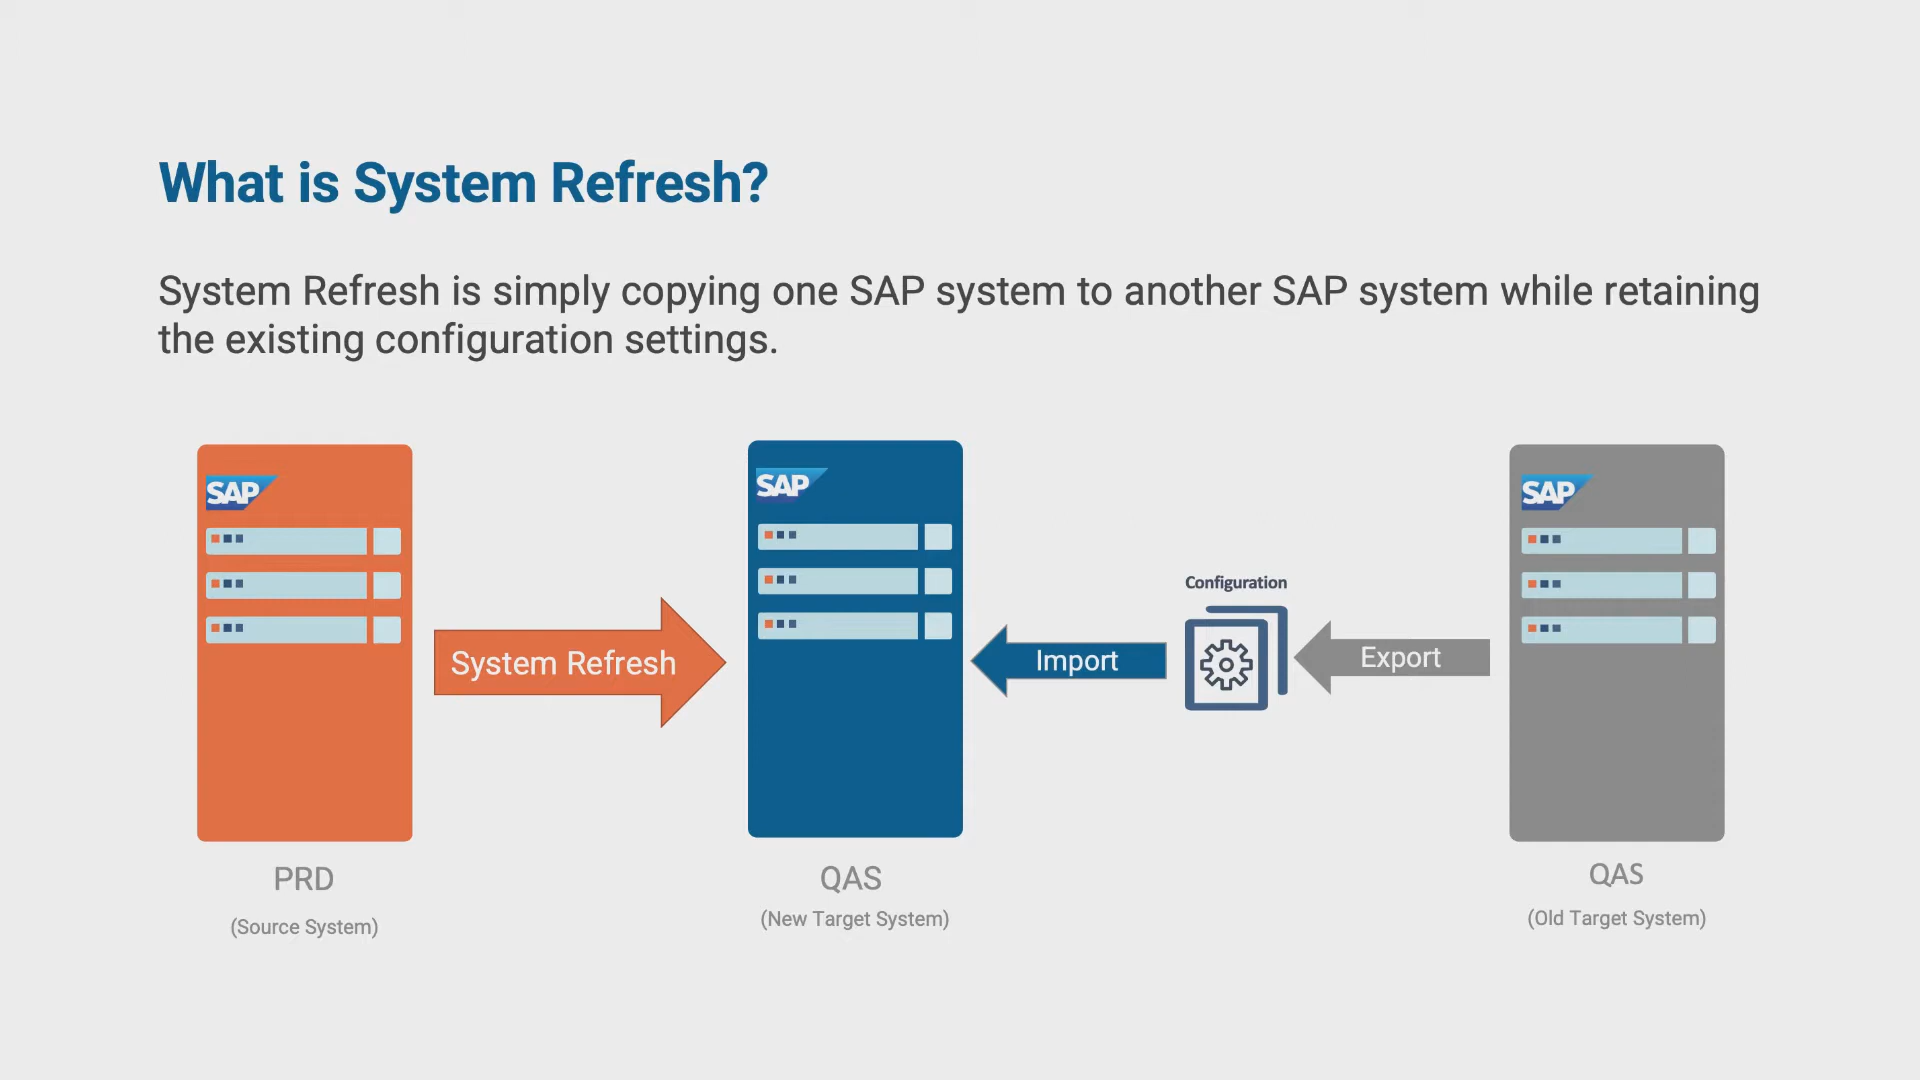 What is System Refresh?
System Refresh is simply copying one SAP system to another SAP system while retaining
the existing configuration settings.
SAP
SAP
SAP
Configuration
System Refresh
Import
Export
PRD
(Source System)
QAS
(New Target System)
QAS
(Old Target System)